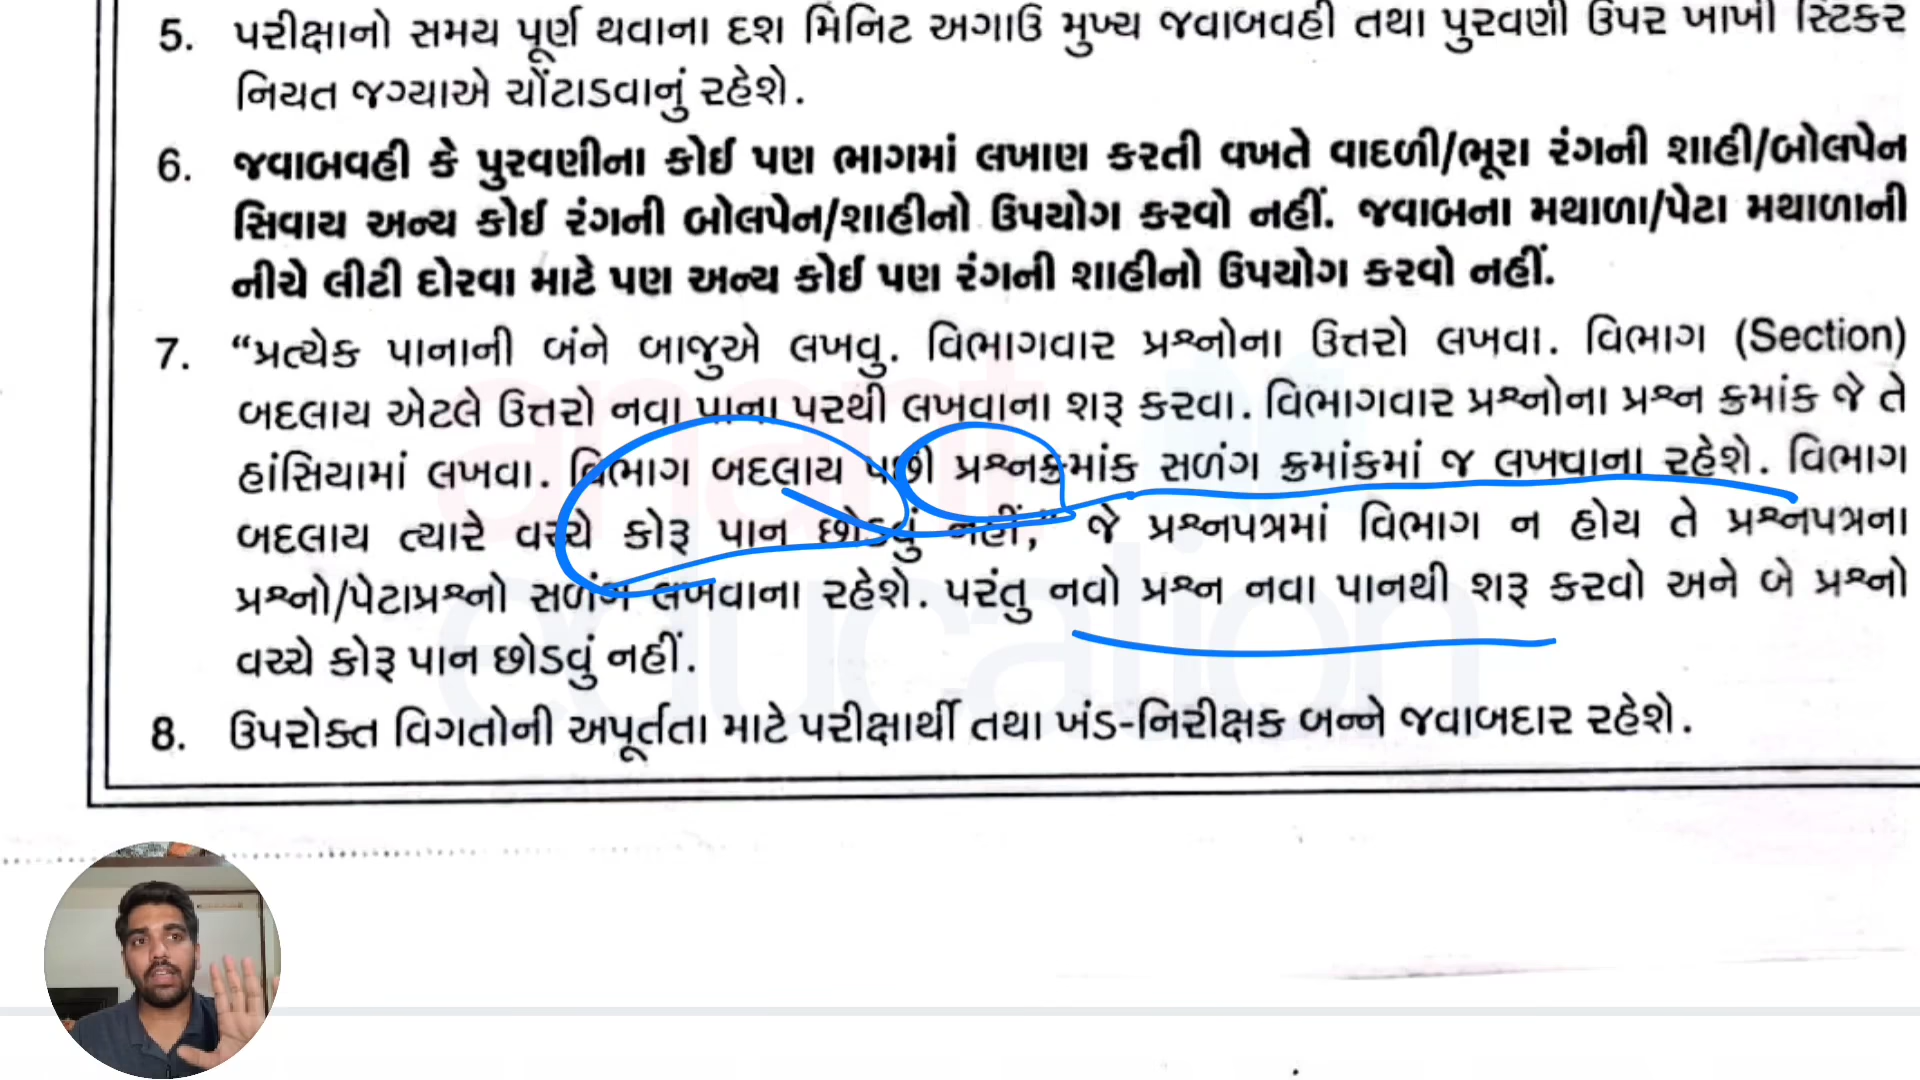 5. પરીક્ષાનો સમય પૂર્ણ થવાના દશ મિનિટ અગાઉ મુખ્ય જવાબવહી તથા પુરવણી ઉપર ખાખી સ્ટિકર
નિયત જગ્યાએ ચોંટાડવાનું રહેશે.
6. જવાબવહી કે પુરવણીના કોઈ પણ ભાગમાં લખાણ કરતી વખતે વાદળી/ભૂરા રંગની શાહી/બોલપેન
સિવાય અન્ય કોઈ રંગની બોલપેન/શાહીનો ઉપયોગ કરવો નહીં. જવાબના મથાળા/પેટા મથાળાની
નીચે લીટી દોરવા માટે પણ અન્ય કોઈ પણ રંગની શાહીનો ઉપયોગ કરવો નહીં.
7. “પ્રત્યેક પાનાની બંને બાજુએ લખવુ. વિભાગવાર પ્રશ્નોના ઉત્તરો લખવા. વિભાગ (Section)
બદલાય એટલે ઉત્તરો નવા પાના પરથી લખવાના શરૂ કરવા. વિભાગવાર પ્રશ્નોના પ્રશ્ન ક્રમાંક જે તે
હાંસિયામાં લખવા. વિભાગ બદલાય પછી પ્રશ્નક્રમાંક સળંગ ક્રમાંકમાં જ લખવાના રહેશે. વિભાગ
બદલાય ત્યારે વચ્ચે કોરૂ પાન છોડવું નહીં,” જે પ્રશ્નપત્રમાં વિભાગ ન હોય તે પ્રશ્નપત્રના
પ્રશ્નો/પેટાપ્રશ્નો સળંગ લખવાના રહેશે. પરંતુ નવો પ્રશ્ન નવા પાનથી શરૂ કરવો અને બે પ્રશ્નો
વચ્ચે કોરૂ પાન છોડવું નહીં.
8. ઉપરોક્ત વિગતોની અપૂર્તતા માટે પરીક્ષાર્થી તથા ખંડ-નિરીક્ષક બન્ને જવાબદાર રહેશે.
anant
education